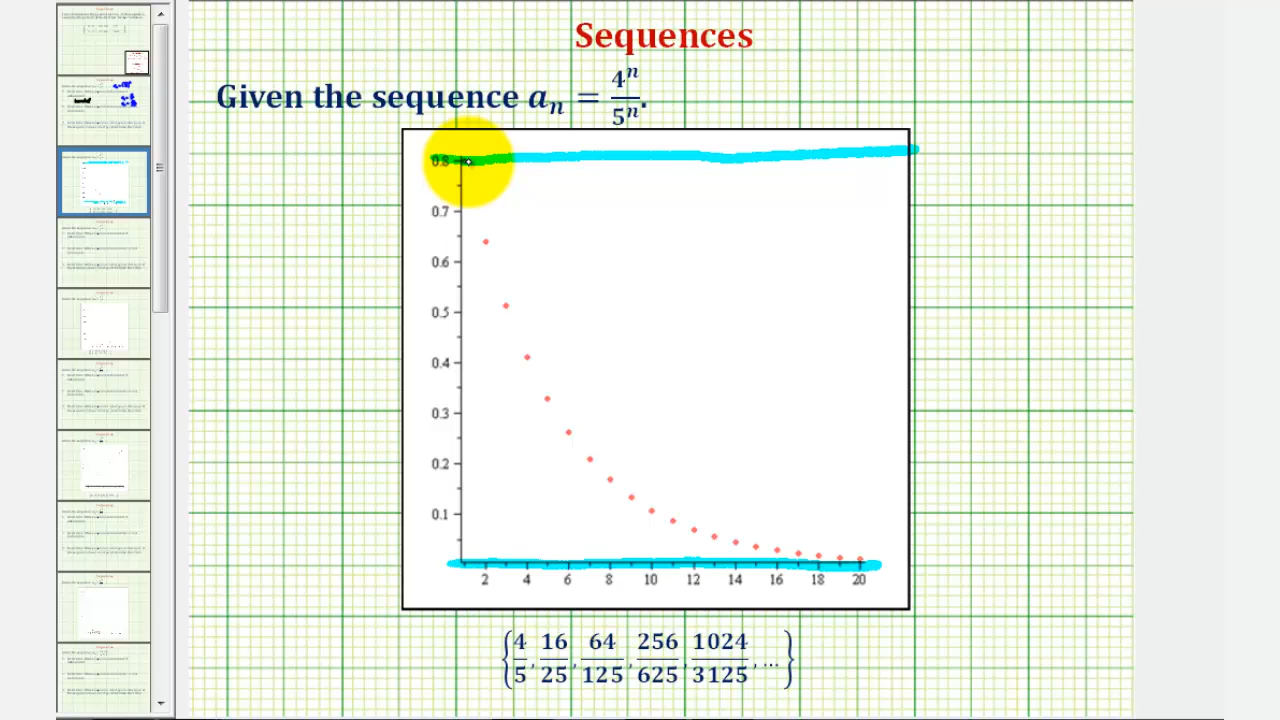 Sequences
Given the sequence aₙ = 4ⁿ/5ⁿ.
0.8
0.7
0.6
0.5
0.4
0.3
0.2
0.1
2 4 6 8 10 12 14 16 18 20
{4/5, 16/25, 64/125, 256/625, 1024/3125, ...}